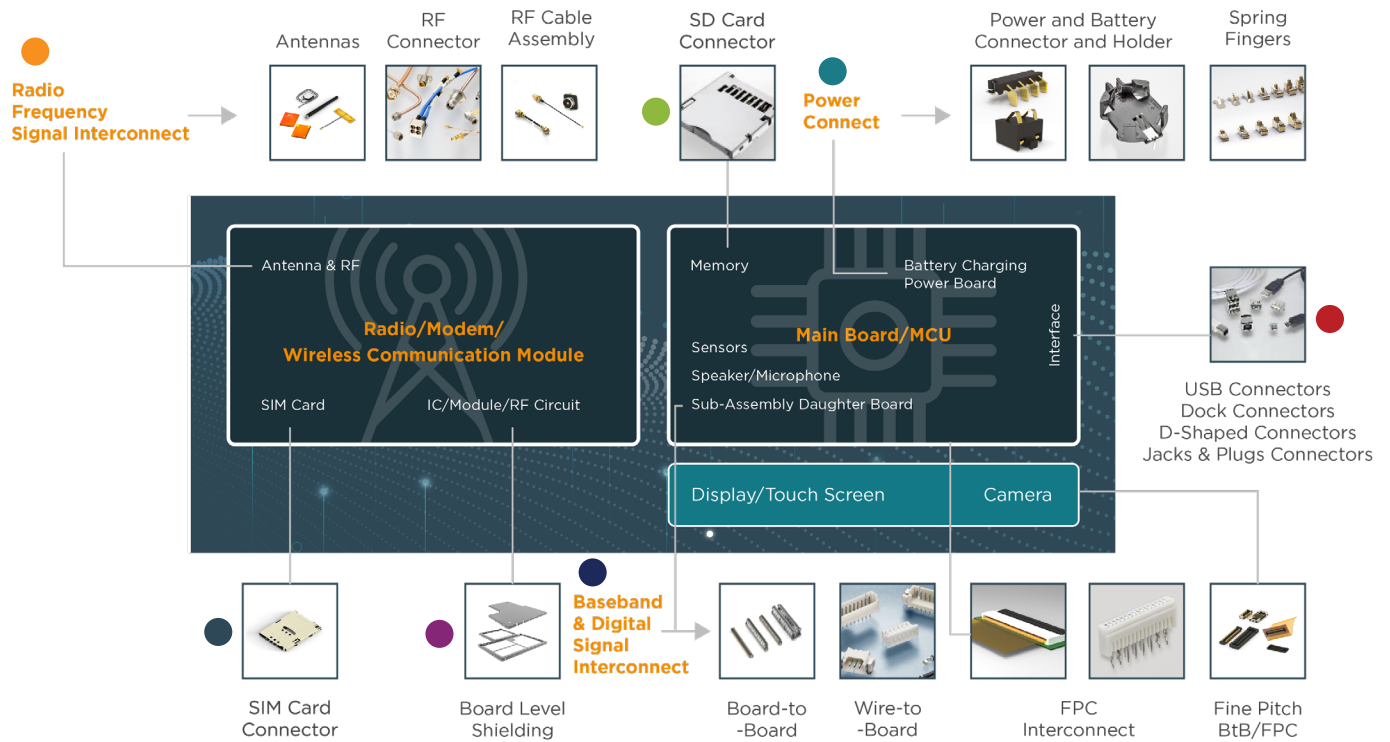 Antennas
RF
Connector
RF Cable
Assembly
SD Card
Connector
Power and Battery
Connector and Holder
Spring
Fingers
Radio
Frequency
Signal Interconnect
Power
Connect
Antenna & RF
Radio/Modem/
Wireless Communication Module
SIM Card
IC/Module/RF Circuit
Memory
Battery Charging
Power Board
Main Board/MCU
Sensors
Speaker/Microphone
Sub-Assembly Daughter Board
Interface
USB Connectors
Dock Connectors
D-Shaped Connectors
Jacks & Plugs Connectors
Display/Touch Screen
Camera
Baseband
& Digital
Signal
Interconnect
SIM Card
Connector
Board Level
Shielding
Board-to
-Board
Wire-to
-Board
FPC
Interconnect
Fine Pitch
BtB/FPC